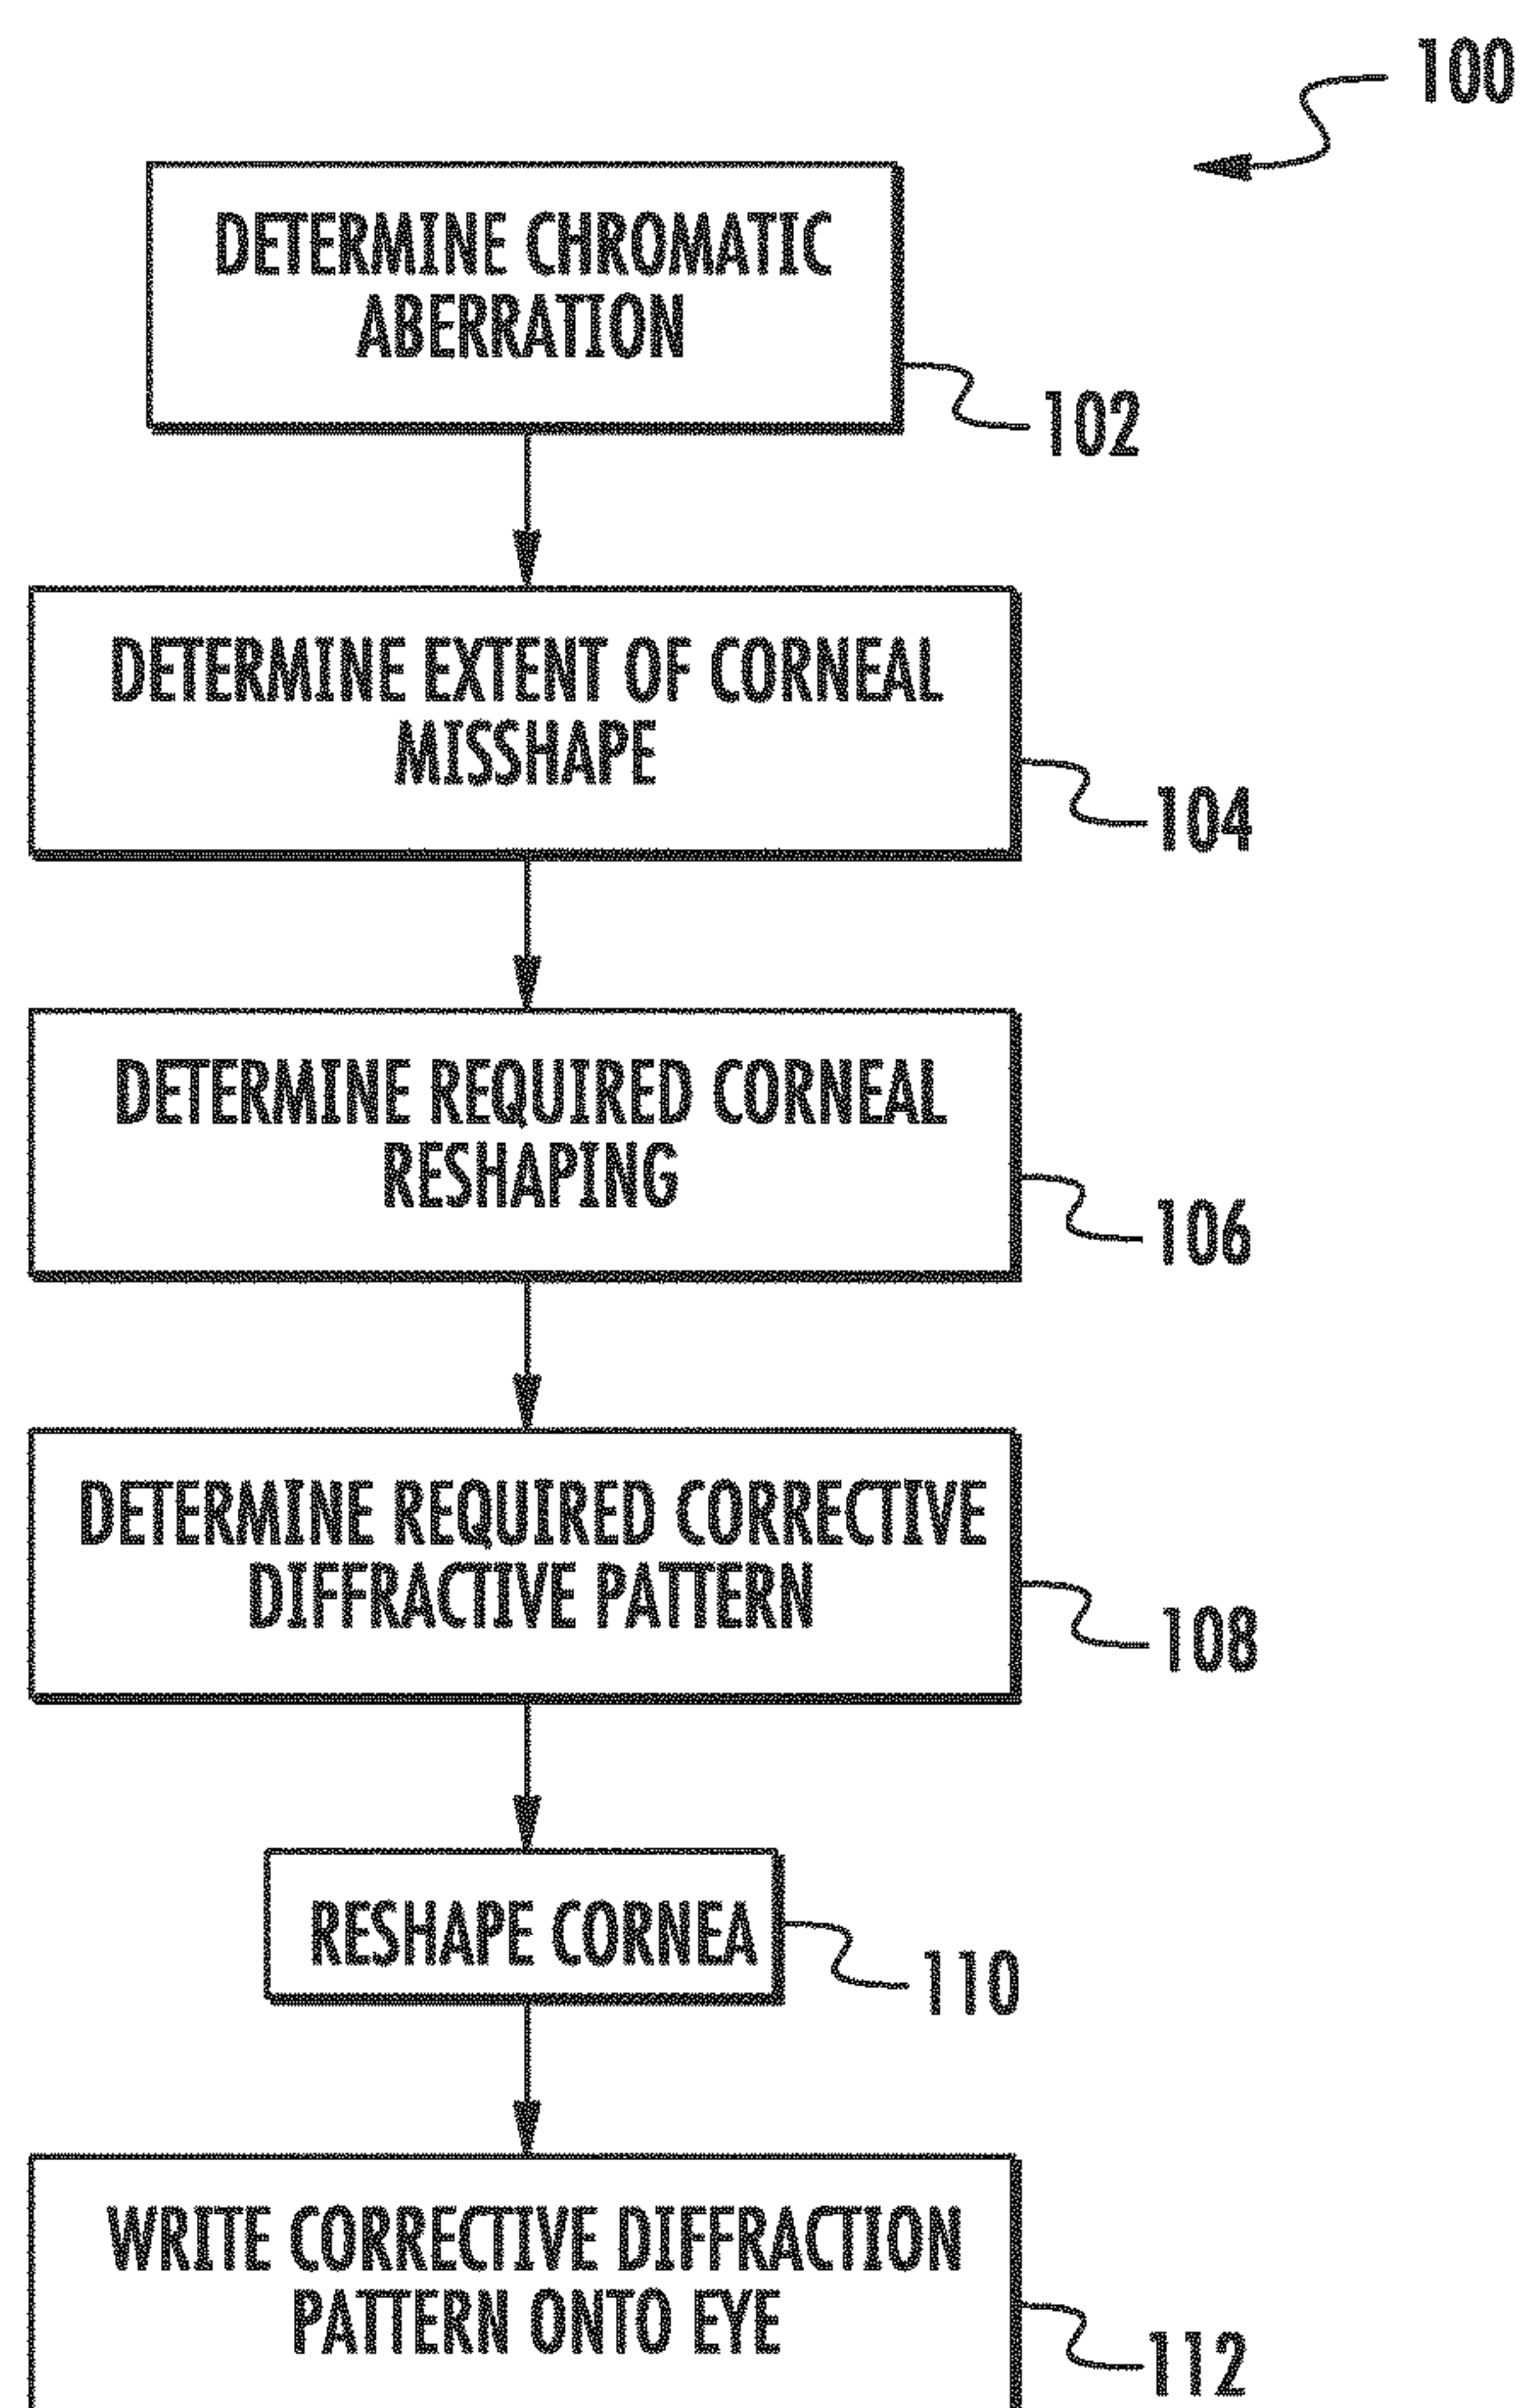 100
DETERMINE CHROMATIC
ABERRATION
102
DETERMINE EXTENT OF CORNEAL
MISSHAPE
104
DETERMINE REQUIRED CORNEAL
RESHAPING
106
DETERMINE REQUIRED CORRECTIVE
DIFFRACTIVE PATTERN
108
RESHAPE CORNEA
110
WRITE CORRECTIVE DIFFRACTION
PATTERN ONTO EYE
112